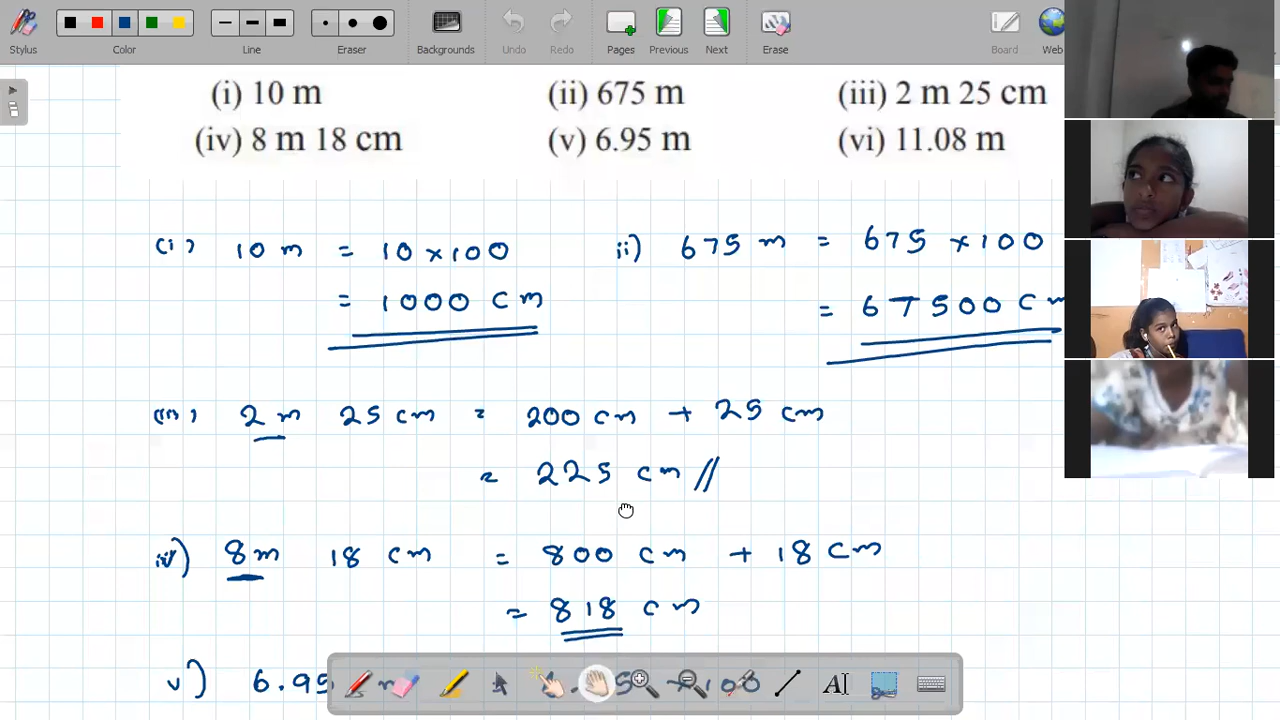 Stylus Color Line Eraser Backgrounds Undo Redo Pages Previous Next Erase Board Web
(i) 10 m (ii) 675 m (iii) 2 m 25 cm
(iv) 8 m 18 cm (v) 6.95 m (vi) 11.08 m
(i) 10 m = 10 × 100 ii) 675 m = 675 × 100
= 1000 cm = 67500 cm
(iii) 2 m 25 cm = 200 cm + 25 cm
= 225 cm //
iv) 8 m 18 cm = 800 cm + 18 cm
= 818 cm
v) 6.95 × 100